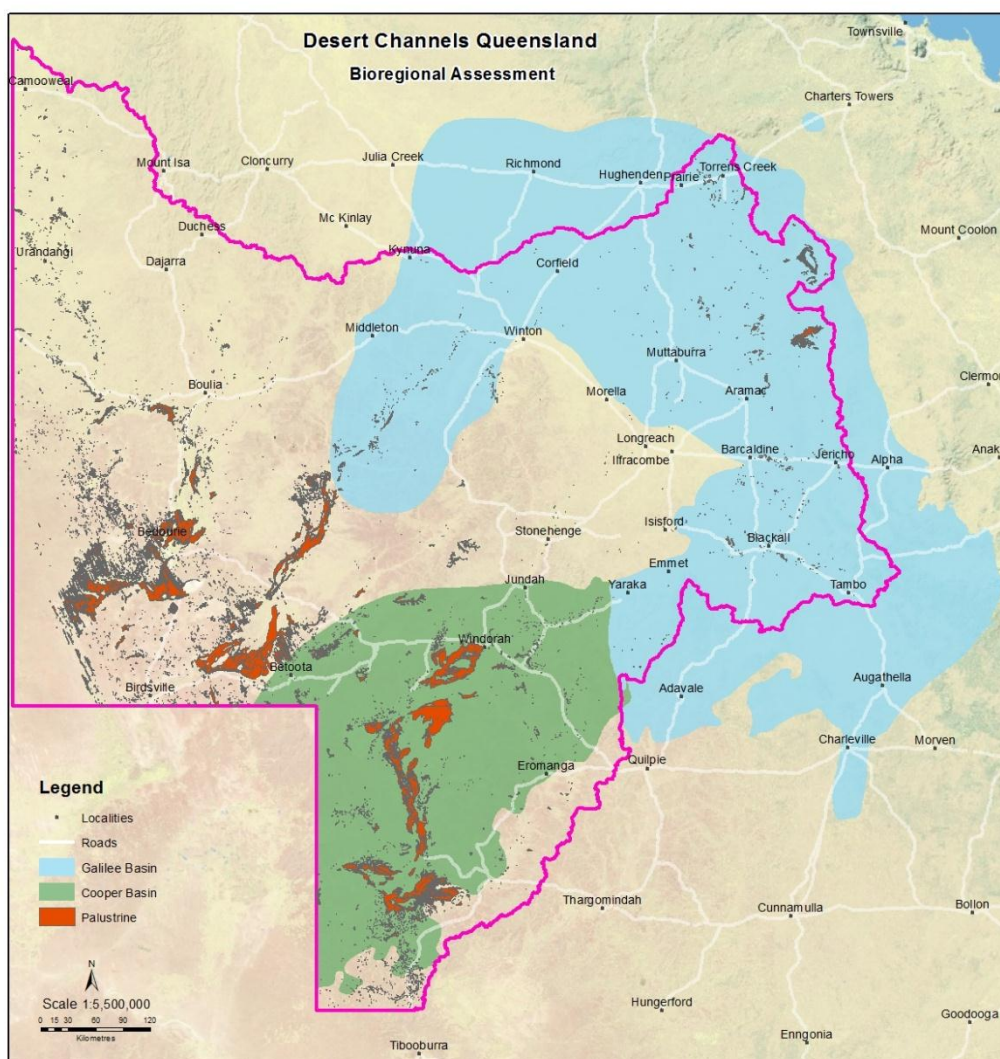 Desert Channels Queensland
Bioregional Assessment
Townsville
Camooweal
Charters Towers
Mount Isa
Cloncurry
Julia Creek
Richmond
Hughenden
Prairie
Torrens Creek
Mc Kinlay
Duchess
Mount Coolon
Urandangi
Dajarra
Kynuna
Corfield
Middleton
Winton
Muttaburra
Boulia
Morella
Aramac
Clermon
Longreach
Ilfracombe
Barcaldine
Jericho
Alpha
Anak
Bedourie
Stonehenge
Isisford
Blackall
Emmet
Jundah
Yaraka
Tambo
Windorah
Betoota
Birdsville
Adavale
Augathella
Charleville
Morven
Eromanga
Quilpie
Legend
Localities
Roads
Galilee Basin
Cooper Basin
Palustrine
Thargomindah
Cunnamulla
Bollon
N
Scale 1:5,500,000
0 15 30 60 90 120
Kilometres
Hungerford
Goodooga
Enngonia
Tibooburra